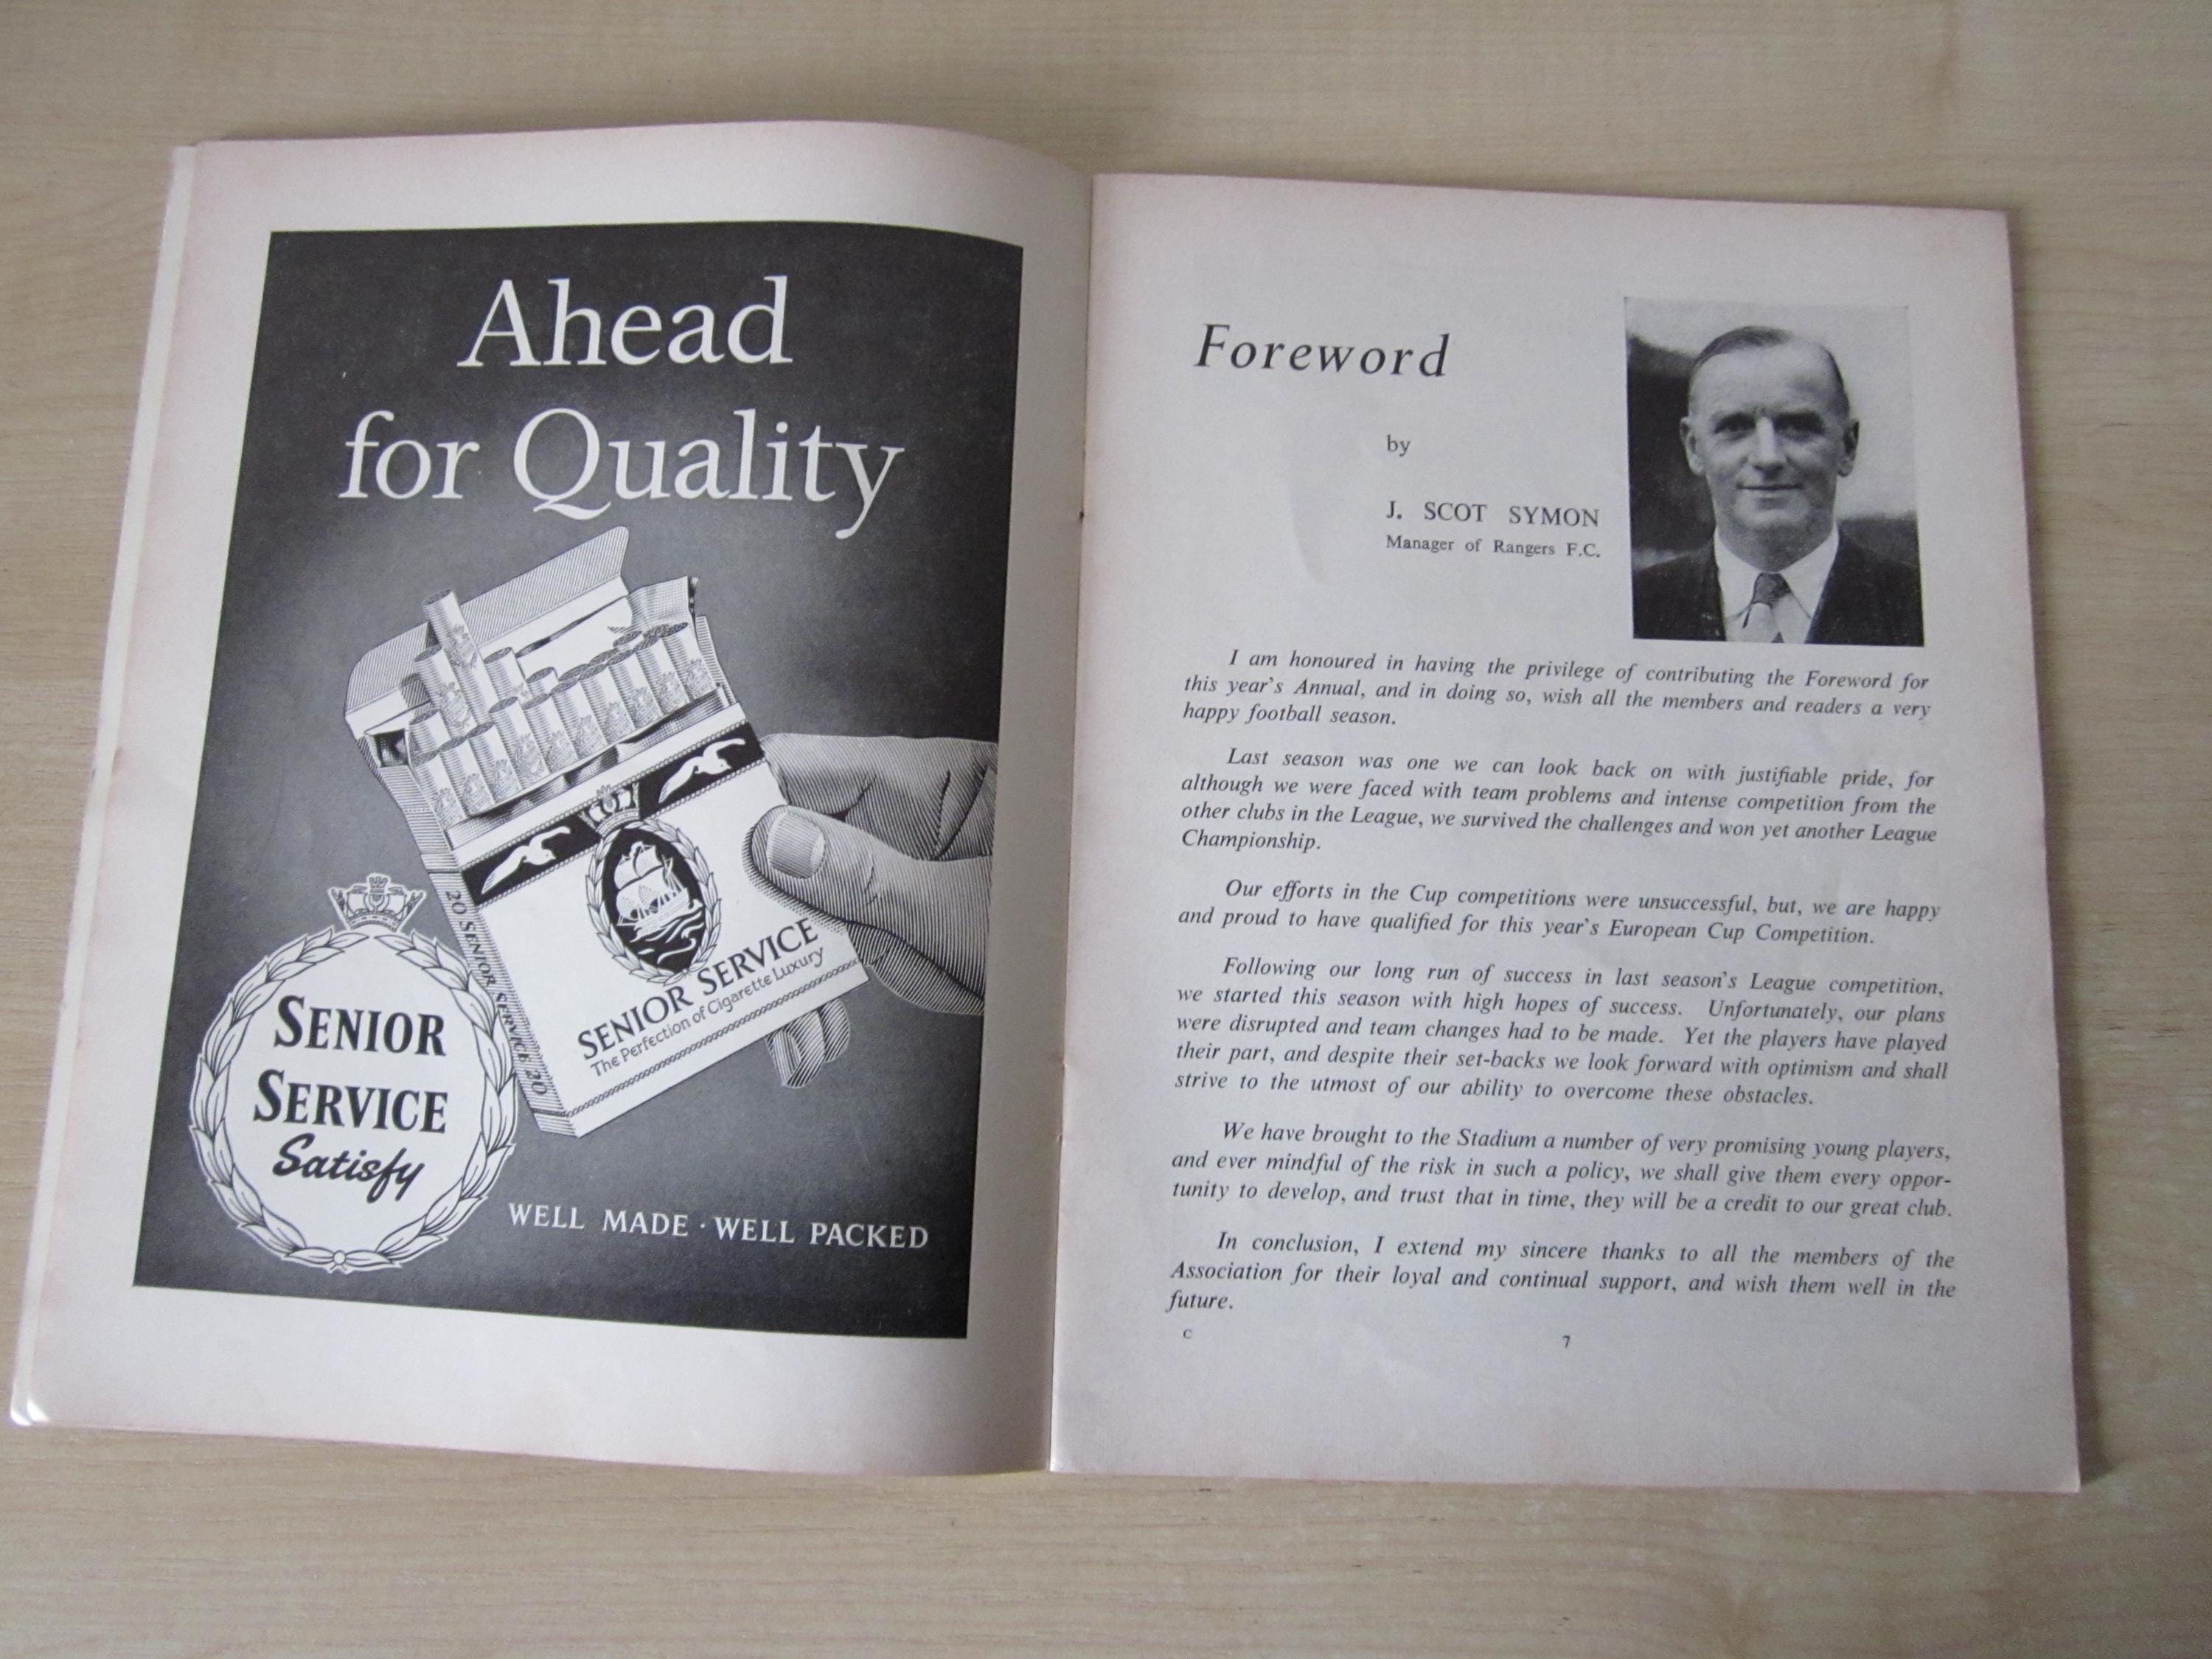 Ahead
for Quality
20 SENIOR SERVICE 20
SENIOR SERVICE
The Perfection of Cigarette Luxury
SENIOR
SERVICE
Satisfy
WELL MADE · WELL PACKED
Foreword
by
J. SCOT SYMON
Manager of Rangers F.C.
I am honoured in having the privilege of contributing the Foreword for
this year's Annual, and in doing so, wish all the members and readers a very
happy football season.
Last season was one we can look back on with justifiable pride, for
although we were faced with team problems and intense competition from the
other clubs in the League, we survived the challenges and won yet another League
Championship.
Our efforts in the Cup competitions were unsuccessful, but, we are happy
and proud to have qualified for this year's European Cup Competition.
Following our long run of success in last season's League competition,
we started this season with high hopes of success. Unfortunately, our plans
were disrupted and team changes had to be made. Yet the players have played
their part, and despite their set-backs we look forward with optimism and shall
strive to the utmost of our ability to overcome these obstacles.
We have brought to the Stadium a number of very promising young players,
and ever mindful of the risk in such a policy, we shall give them every oppor-
tunity to develop, and trust that in time, they will be a credit to our great club.
In conclusion, I extend my sincere thanks to all the members of the
Association for their loyal and continual support, and wish them well in the
future.
C
7